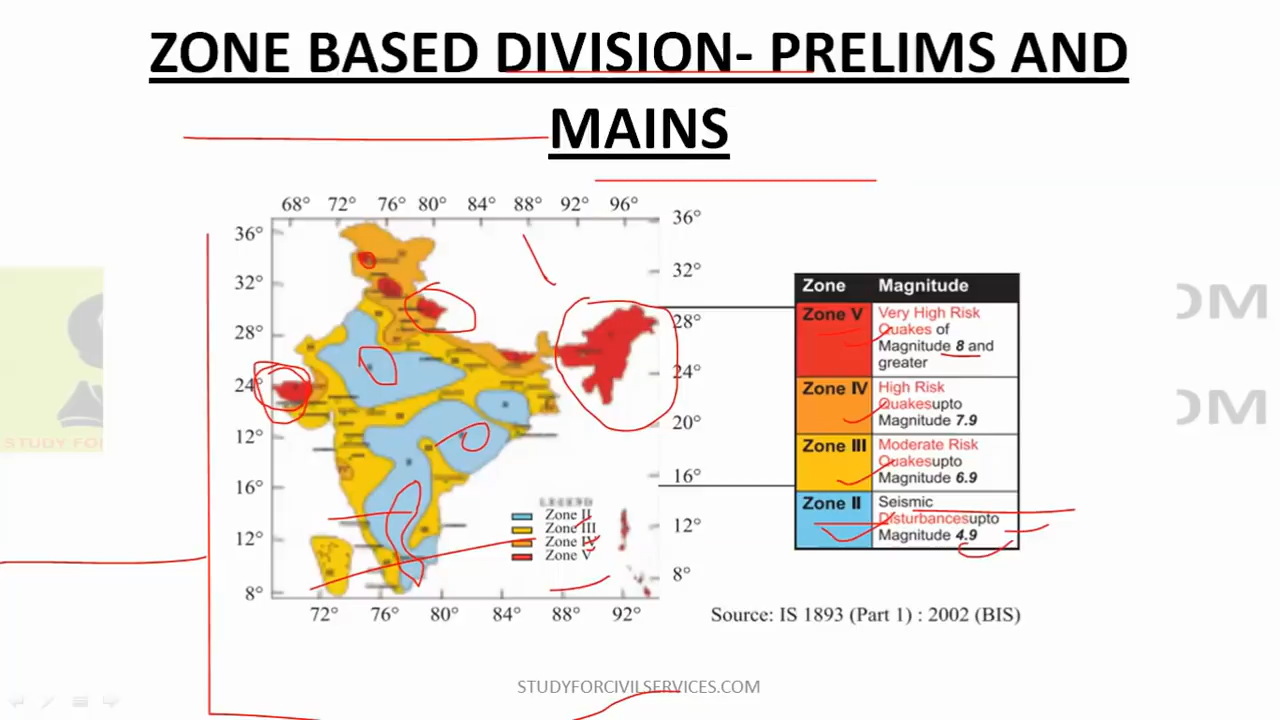 ZONE BASED DIVISION- PRELIMS AND
MAINS
68° 72° 76° 80° 84° 88° 92° 96°
36° 36°
32° 32°
28° 28°
24° 24°
12° 20°
16° 16°
12° 12°
8° 8°
72° 76° 80° 84° 88° 92°
LEGEND
Zone II
Zone III
Zone IV
Zone V
Zone Magnitude
Zone V Very High Risk
Quakes of
Magnitude 8 and
greater
Zone IV High Risk
Quakesupto
Magnitude 7.9
Zone III Moderate Risk
Quakesupto
Magnitude 6.9
Zone II Seismic
Disturbancesupto
Magnitude 4.9
Source: IS 1893 (Part 1) : 2002 (BIS)
STUDYFORCIVILSERVICES.COM
STUDY FO
OM
OM